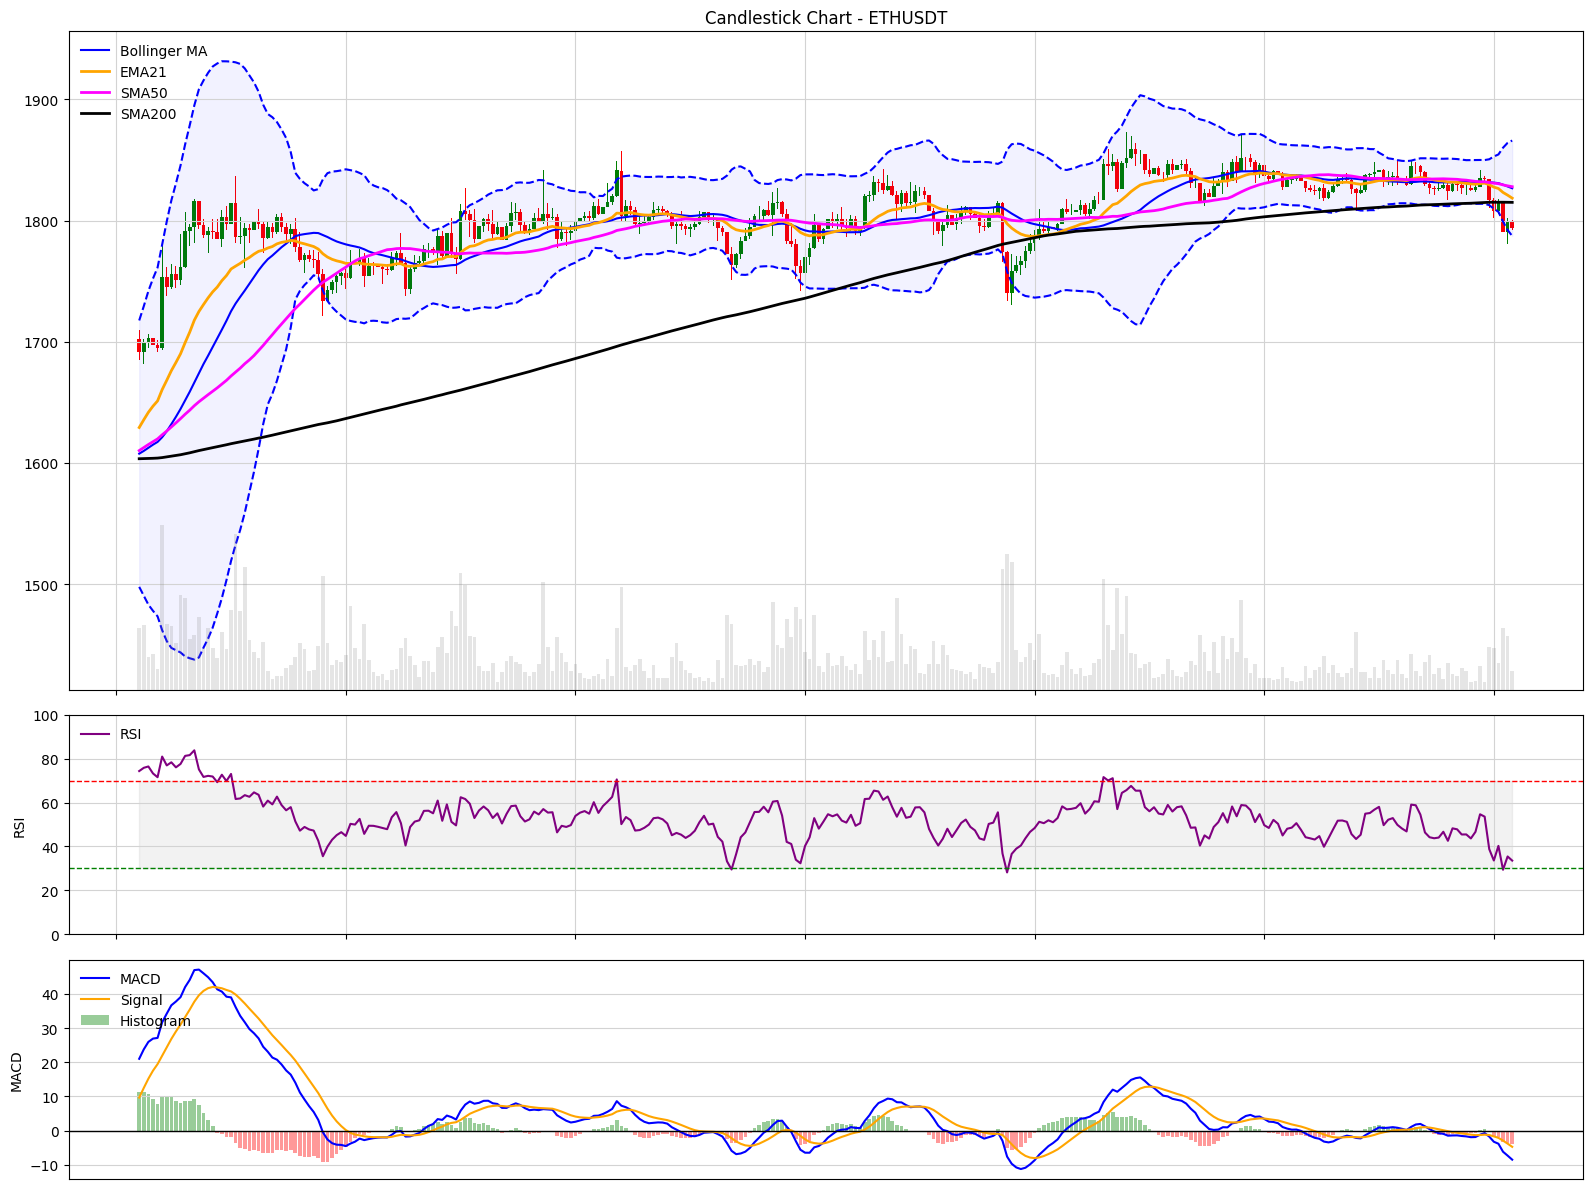 Candlestick Chart - ETHUSDT
Bollinger MA
EMA21
SMA50
SMA200
1900
1800
1700
1600
1500
100
80
60
40
20
0
RSI
RSI
40
30
20
10
0
−10
MACD
MACD
Signal
Histogram